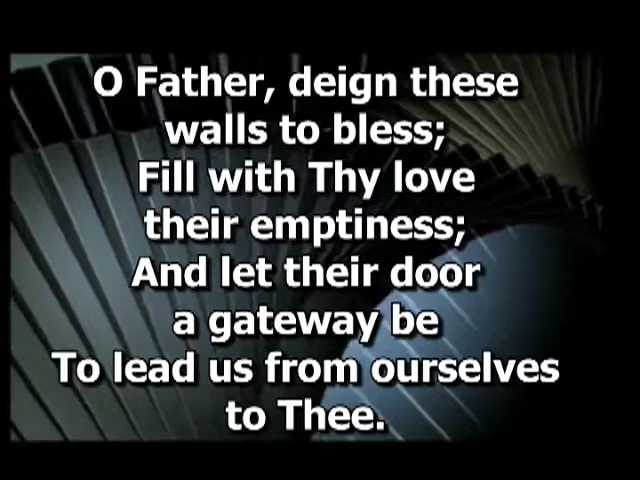 O Father, deign these
walls to bless;
Fill with Thy love
their emptiness;
And let their door
a gateway be
To lead us from ourselves
to Thee.